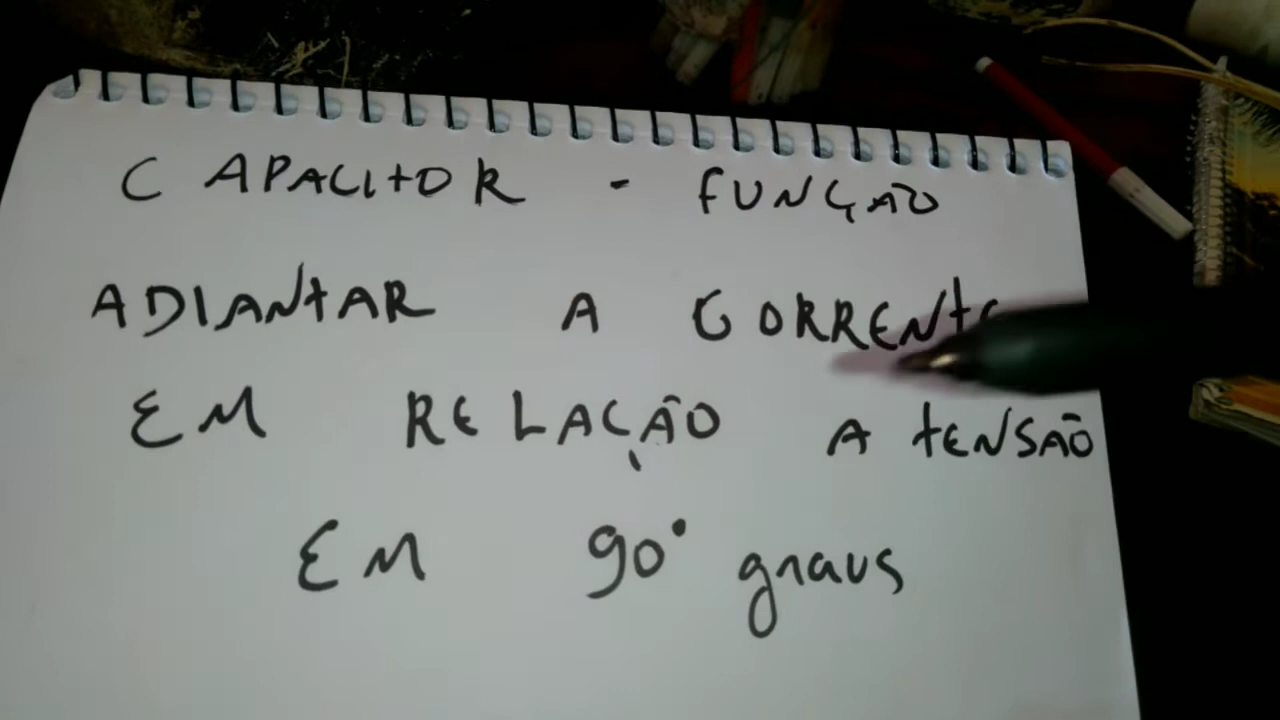 CAPACITOR - FUNÇÃO
ADIANTAR A CORRENTE
EM RELAÇÃO A TENSÃO
EM 90° graus